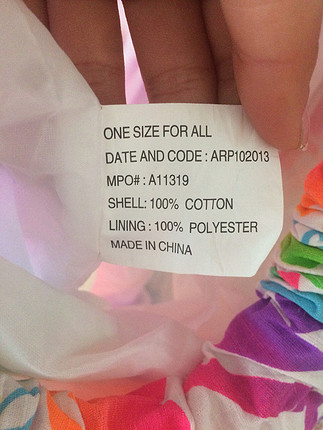 ONE SIZE FOR ALL
DATE AND CODE : ARP102013
MPO# : A11319
SHELL: 100% COTTON
LINING : 100% POLYESTER
MADE IN CHINA